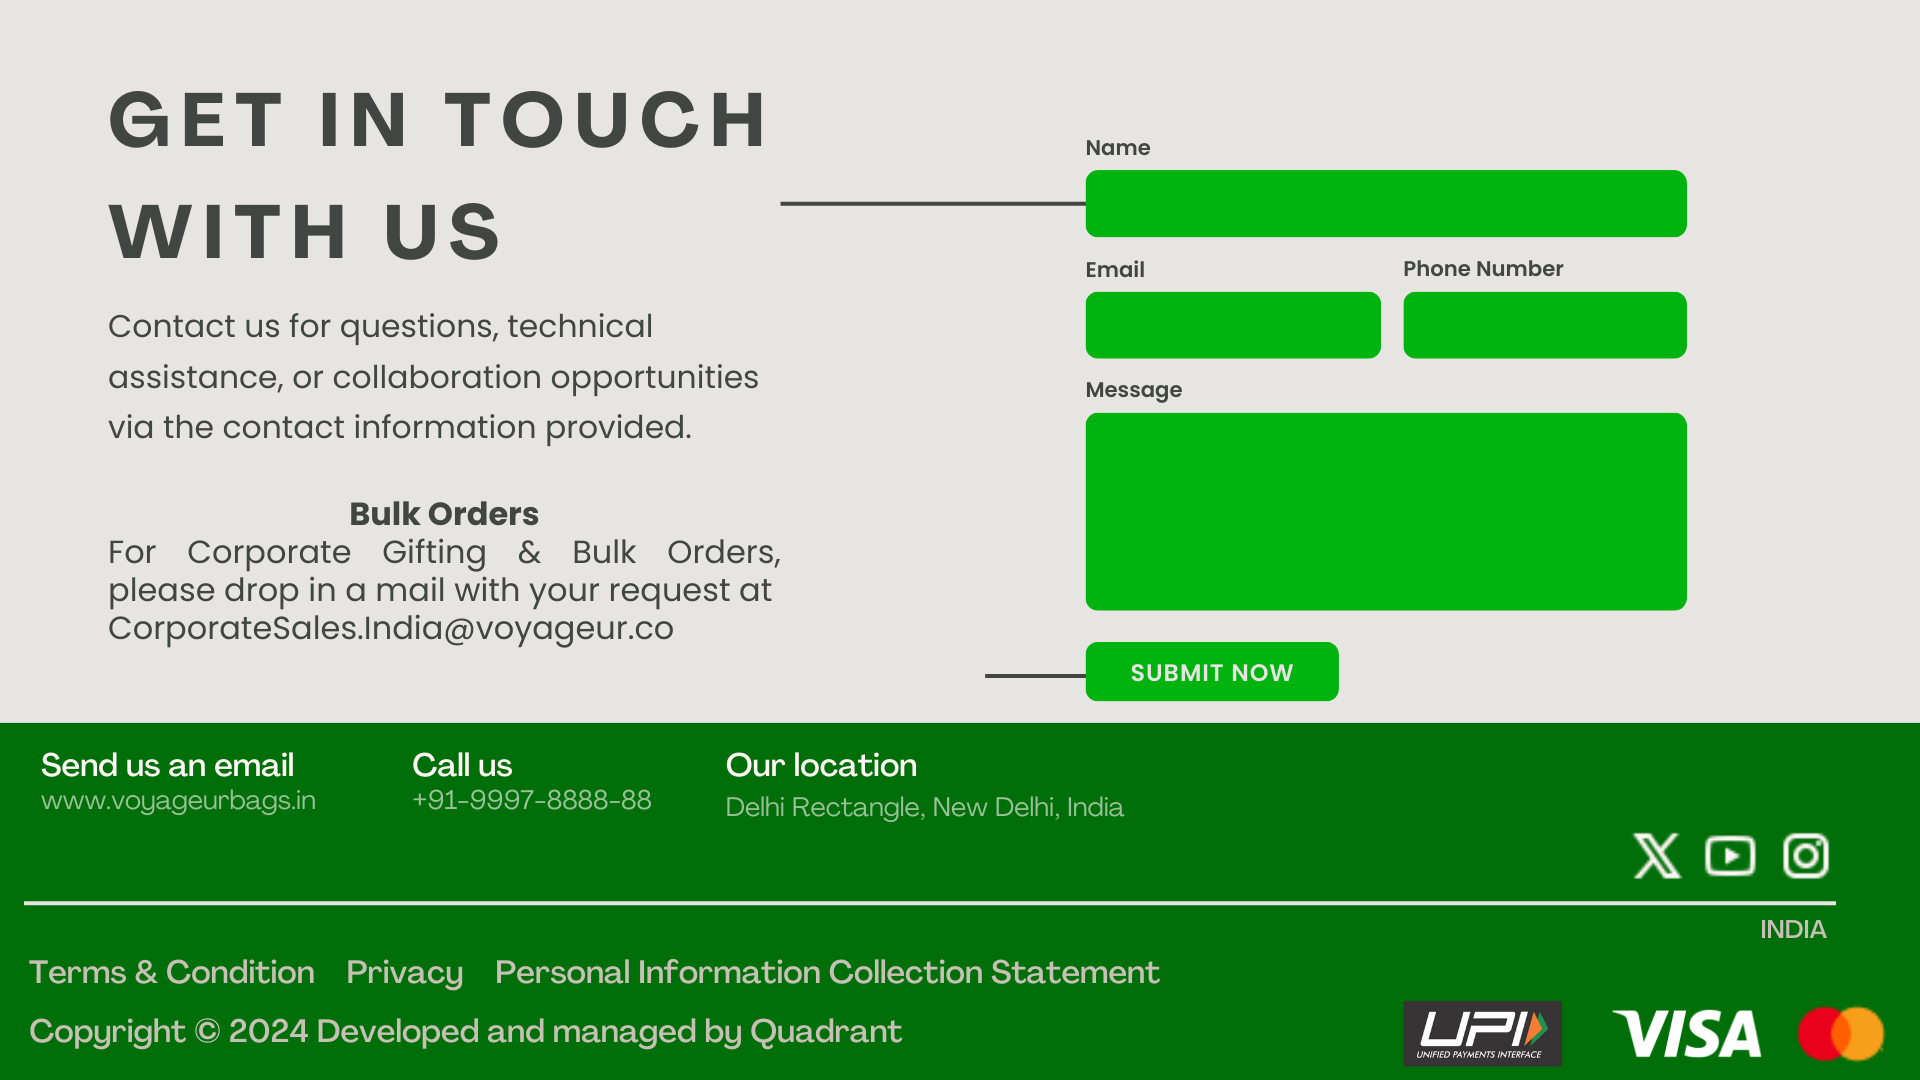 GET IN TOUCH
WITH US
Contact us for questions, technical
assistance, or collaboration opportunities
via the contact information provided.
Bulk Orders
For Corporate Gifting & Bulk Orders,
please drop in a mail with your request at
CorporateSales.India@voyageur.co
Name
Email
Phone Number
Message
SUBMIT NOW
Send us an email
www.voyageurbags.in
Call us
+91-9997-8888-88
Our location
Delhi Rectangle, New Delhi, India
INDIA
Terms & Condition Privacy Personal Information Collection Statement
Copyright © 2024 Developed and managed by Quadrant
UPI
UNIFIED PAYMENTS INTERFACE
VISA